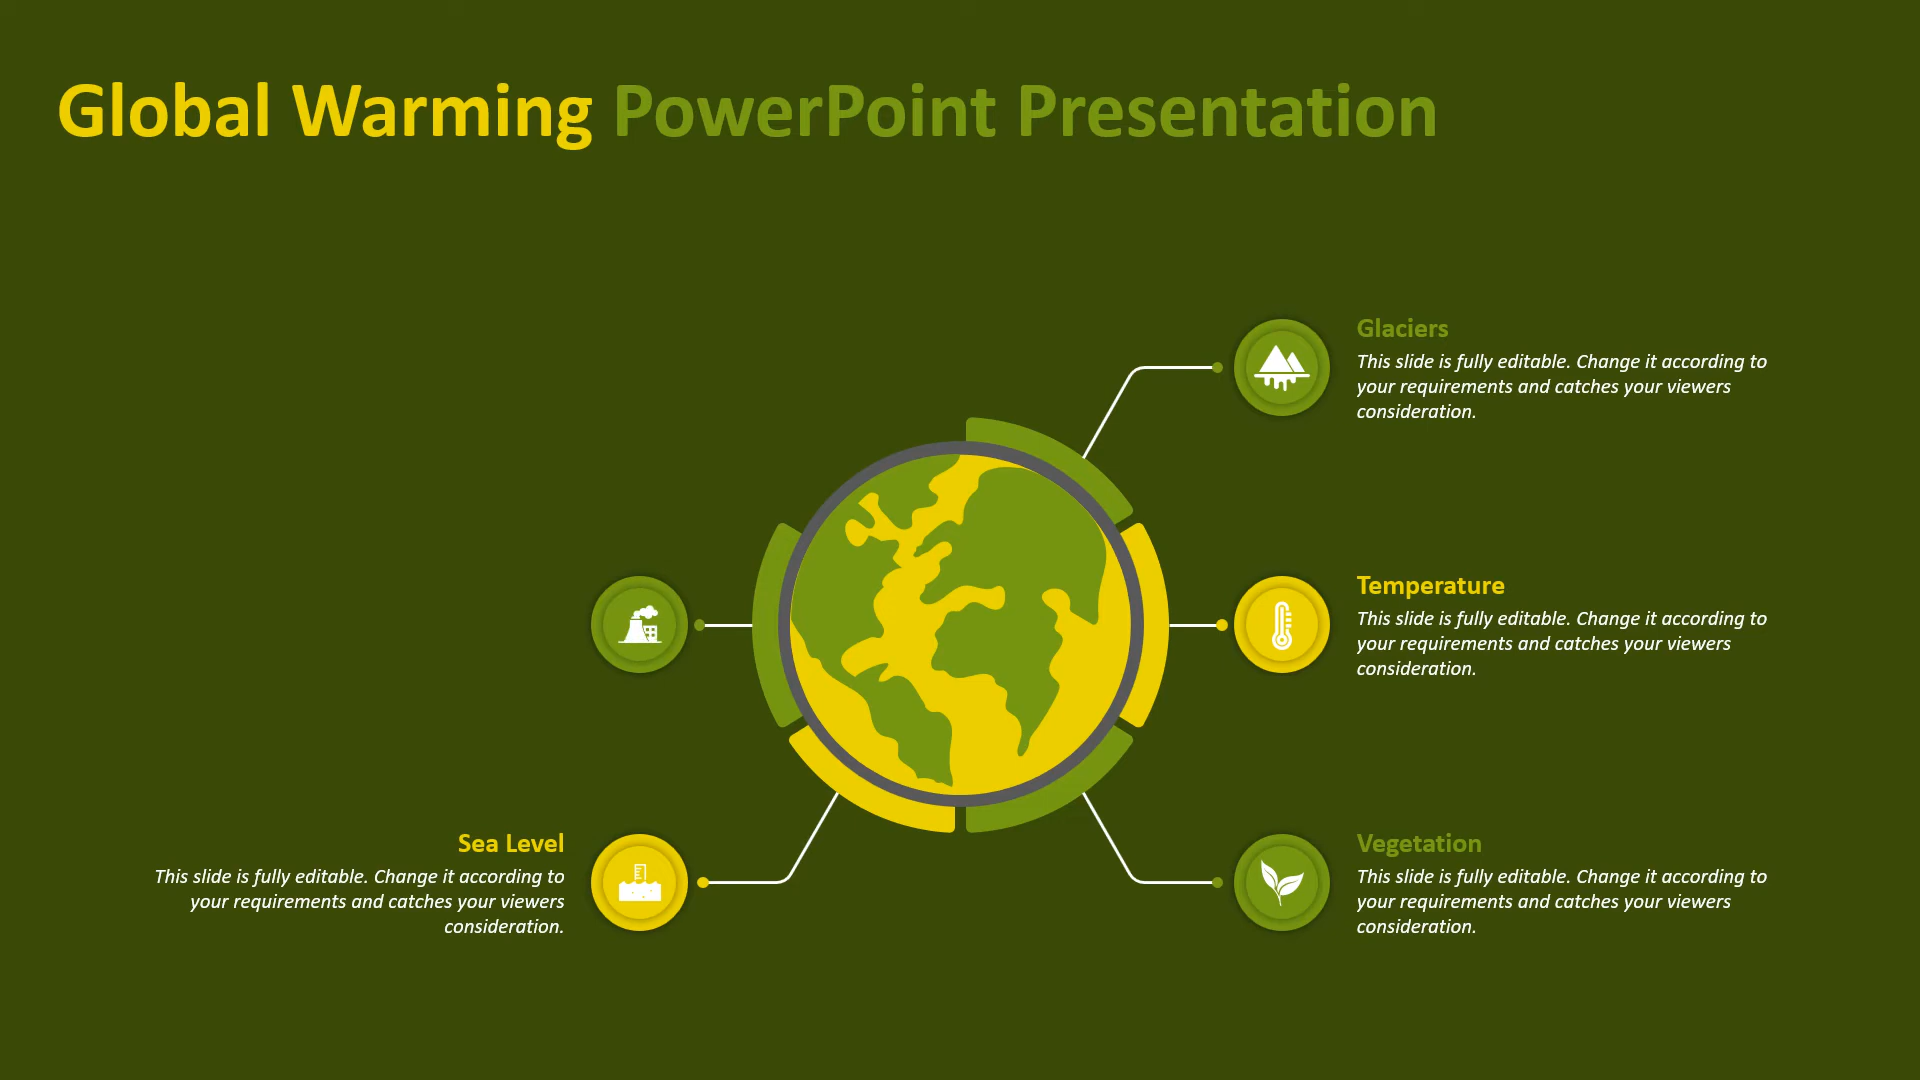 Global Warming PowerPoint Presentation
Glaciers
This slide is fully editable. Change it according to
your requirements and catches your viewers
consideration.
Temperature
This slide is fully editable. Change it according to
your requirements and catches your viewers
consideration.
Sea Level
This slide is fully editable. Change it according to
your requirements and catches your viewers
consideration.
Vegetation
This slide is fully editable. Change it according to
your requirements and catches your viewers
consideration.